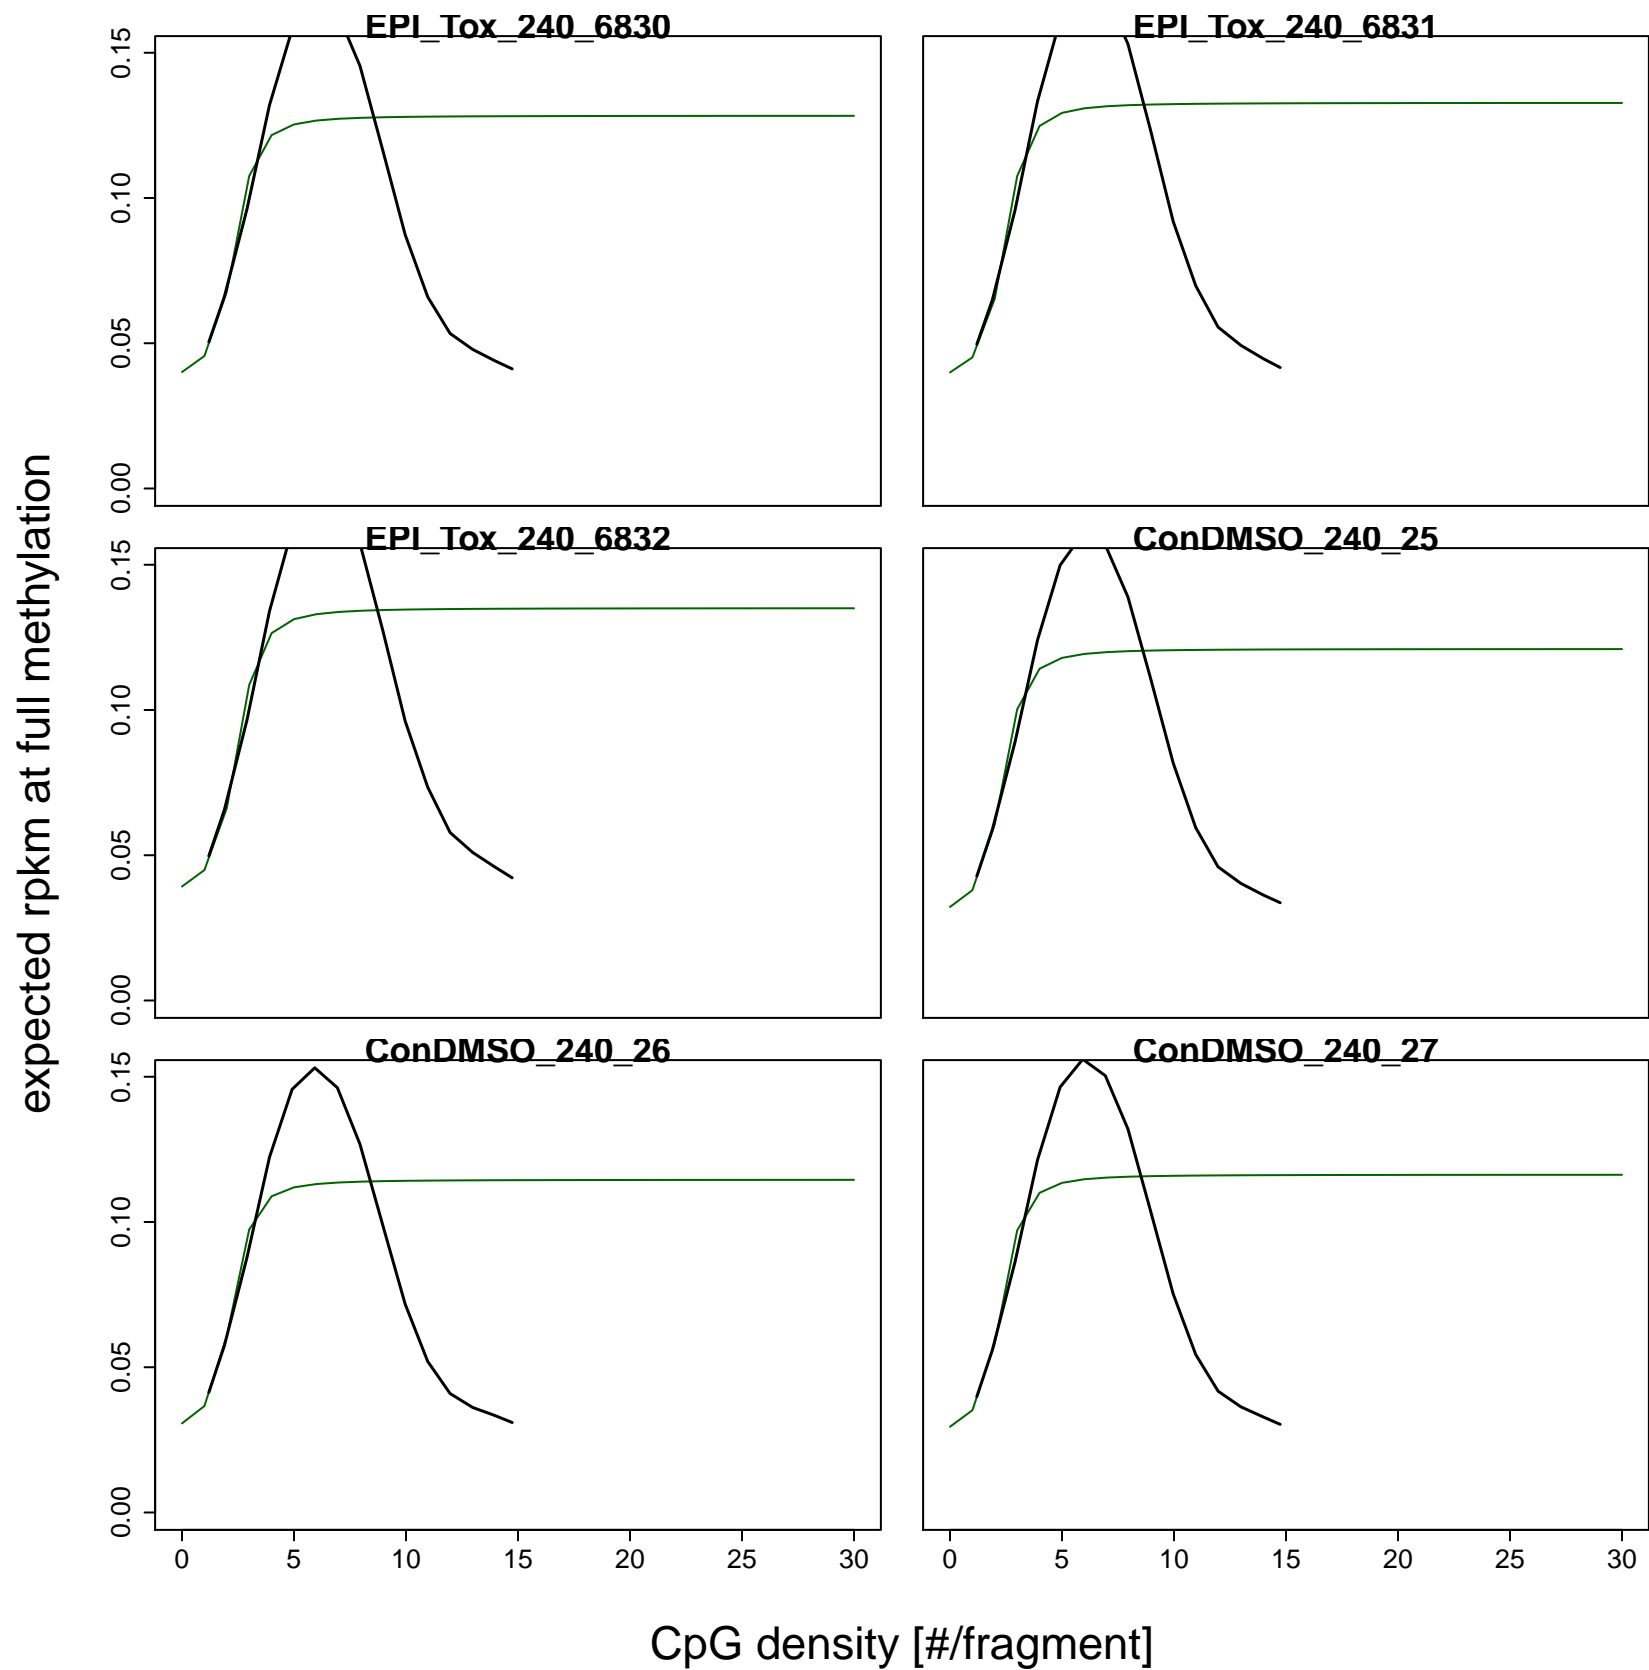 EPI_Tox_240_6830
EPI_Tox_240_6831
0.15
0.10
0.05
0.00
EPI_Tox_240_6832
ConDMSO_240_25
0.15
0.10
0.05
0.00
ConDMSO_240_26
ConDMSO_240_27
0.15
0.10
0.05
0.00
0 5 10 15 20 25 30
0 5 10 15 20 25 30
expected rpkm at full methylation
CpG density [#/fragment]